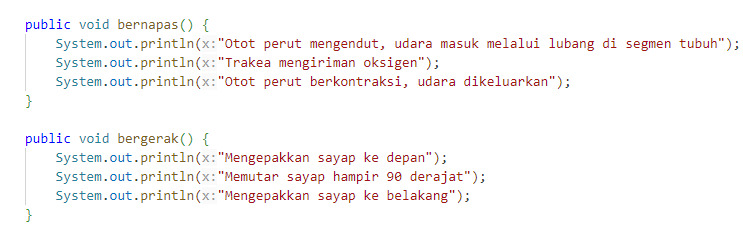 public void bernapas() {
System.out.println(x:"Otot perut mengendut, udara masuk melalui lubang di segmen tubuh");
System.out.println(x:"Trakea mengiriman oksigen");
System.out.println(x:"Otot perut berkontraksi, udara dikeluarkan");
}
public void bergerak() {
System.out.println(x:"Mengepakkan sayap ke depan");
System.out.println(x:"Memutar sayap hampir 90 derajat");
System.out.println(x:"Mengepakkan sayap ke belakang");
}